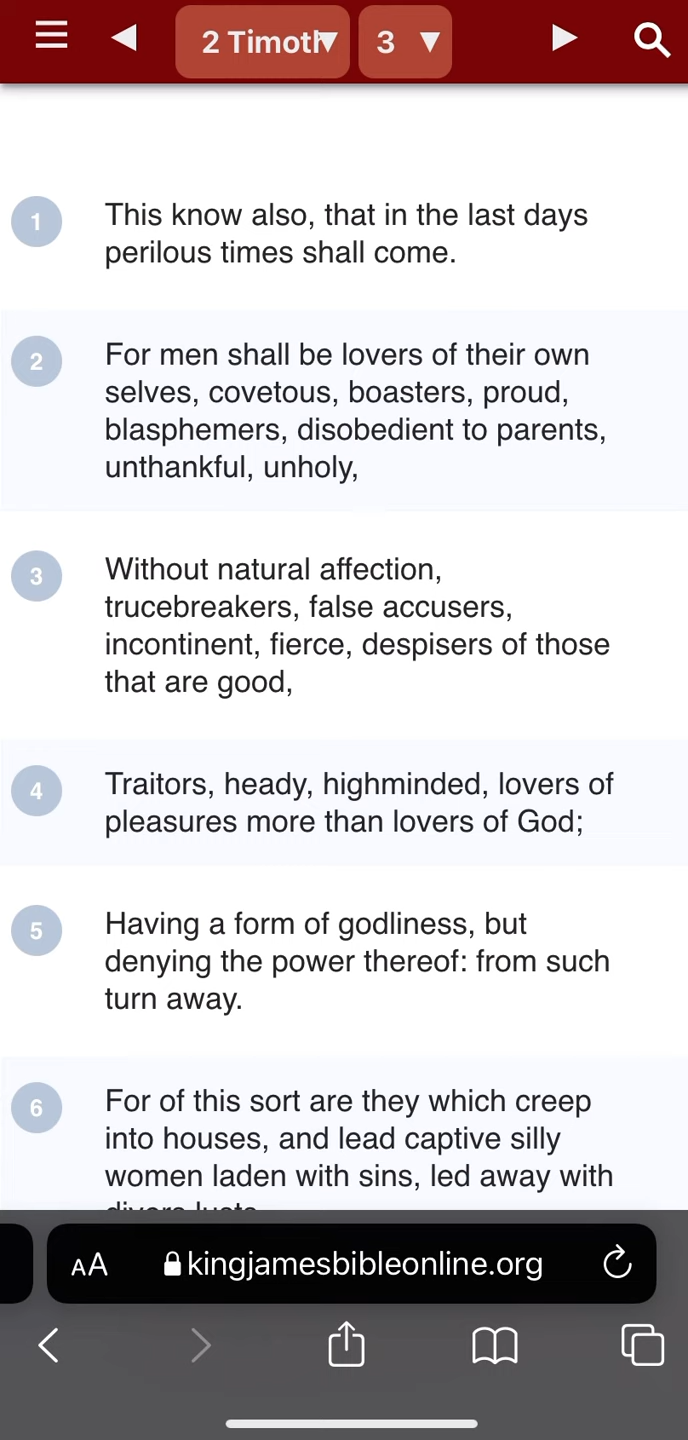 2 Timoth
3
1
This know also, that in the last days
perilous times shall come.
2
For men shall be lovers of their own
selves, covetous, boasters, proud,
blasphemers, disobedient to parents,
unthankful, unholy,
3
Without natural affection,
trucebreakers, false accusers,
incontinent, fierce, despisers of those
that are good,
4
Traitors, heady, highminded, lovers of
pleasures more than lovers of God;
5
Having a form of godliness, but
denying the power thereof: from such
turn away.
6
For of this sort are they which creep
into houses, and lead captive silly
women laden with sins, led away with
divers lusts
AA
kingjamesbibleonline.org